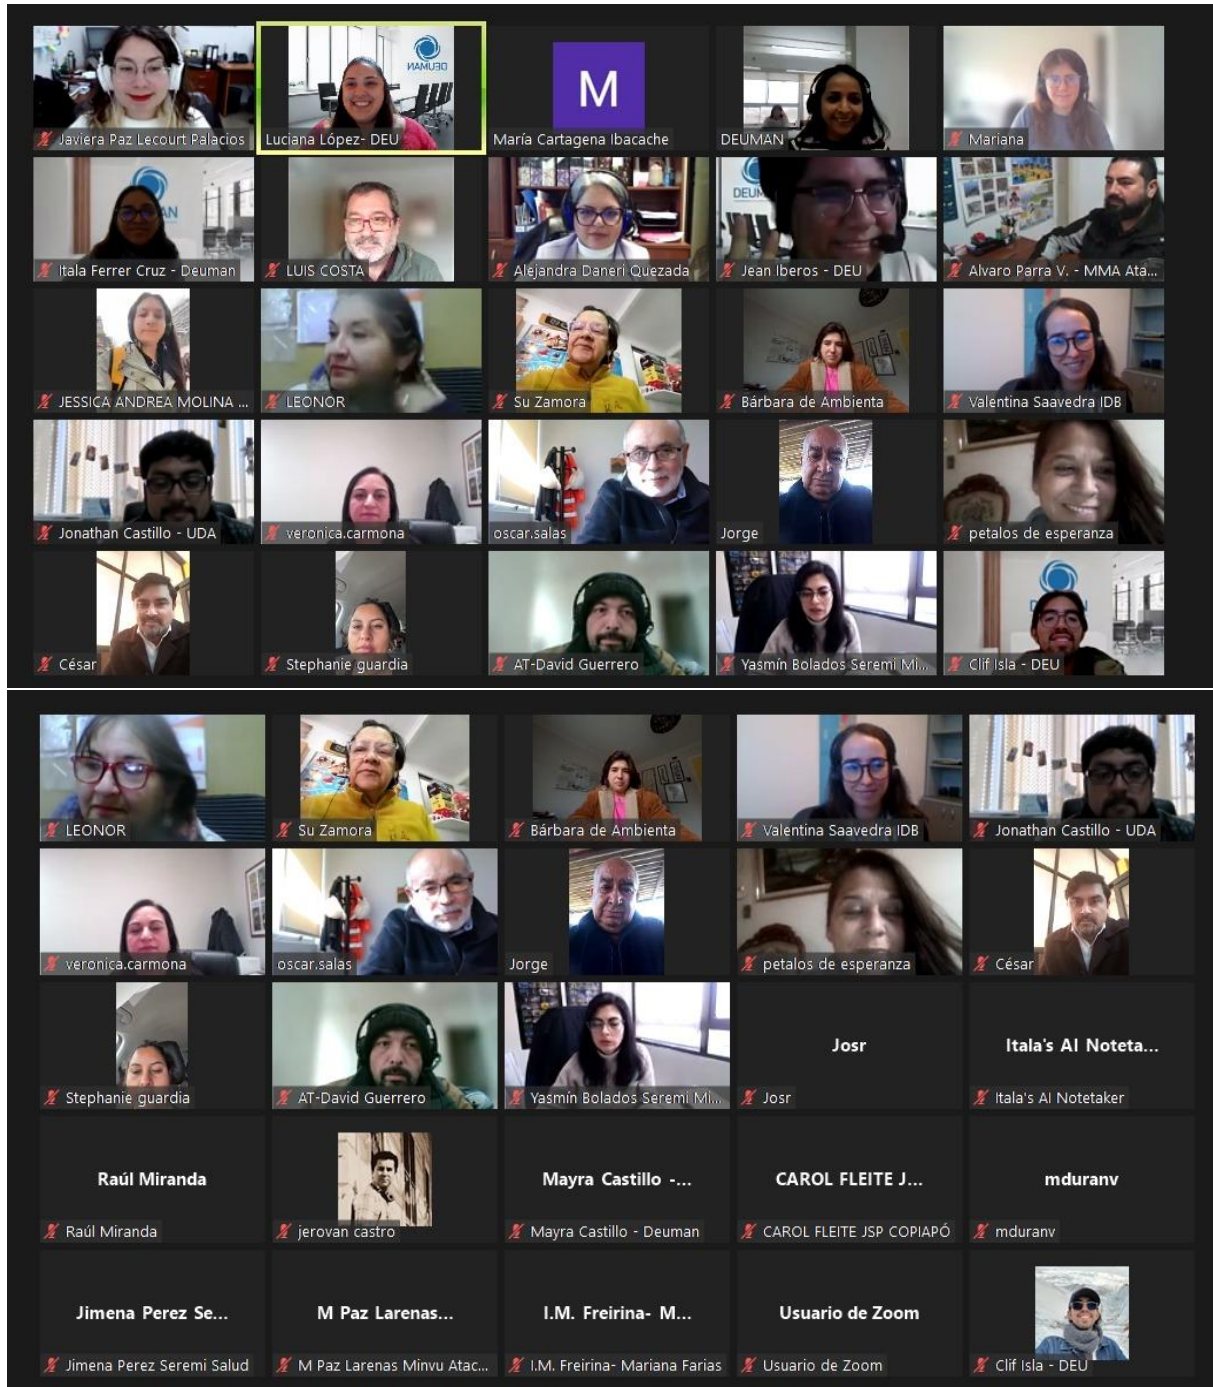 DEUMAN
Javiera Paz Lecourt Palacios
Luciana López- DEU
M
María Cartagena Ibacache
DEUMAN
Mariana
Itala Ferrer Cruz - Deuman
LUIS COSTA
Alejandra Daneri Quezada
Jean Iberos - DEU
Alvaro Parra V. - MMA Ata...
JESSICA ANDREA MOLINA ...
LEONOR
Su Zamora
Bárbara de Ambienta
Valentina Saavedra IDB
Jonathan Castillo - UDA
veronica.carmona
oscar.salas
Jorge
petalos de esperanza
César
Stephanie guardia
AT-David Guerrero
Yasmín Bolados Seremi Mi...
Clif Isla - DEU
LEONOR
Su Zamora
Bárbara de Ambienta
Valentina Saavedra IDB
Jonathan Castillo - UDA
veronica.carmona
oscar.salas
Jorge
petalos de esperanza
César
Stephanie guardia
AT-David Guerrero
Yasmín Bolados Seremi Mi...
Josr
Josr
Itala's AI Noteta...
Itala's AI Notetaker
Raúl Miranda
Raúl Miranda
jerovan castro
Mayra Castillo -...
Mayra Castillo - Deuman
CAROL FLEITE J...
CAROL FLEITE JSP COPIAPÓ
mduranv
mduranv
Jimena Perez Se...
Jimena Perez Seremi Salud
M Paz Larenas...
M Paz Larenas Minvu Atac...
I.M. Freirina- M...
I.M. Freirina- Mariana Farias
Usuario de Zoom
Usuario de Zoom
Clif Isla - DEU